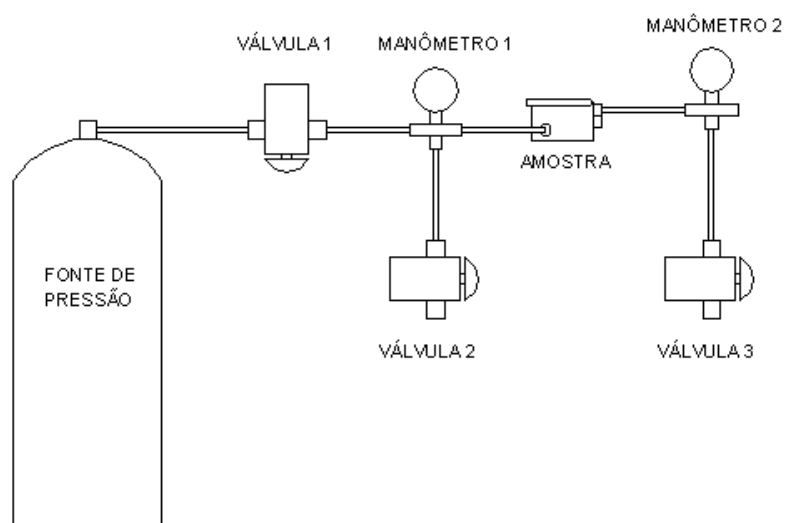 VÁLVULA 1
MANÔMETRO 1
MANÔMETRO 2
AMOSTRA
FONTE DE
PRESSÃO
VÁLVULA 2
VÁLVULA 3